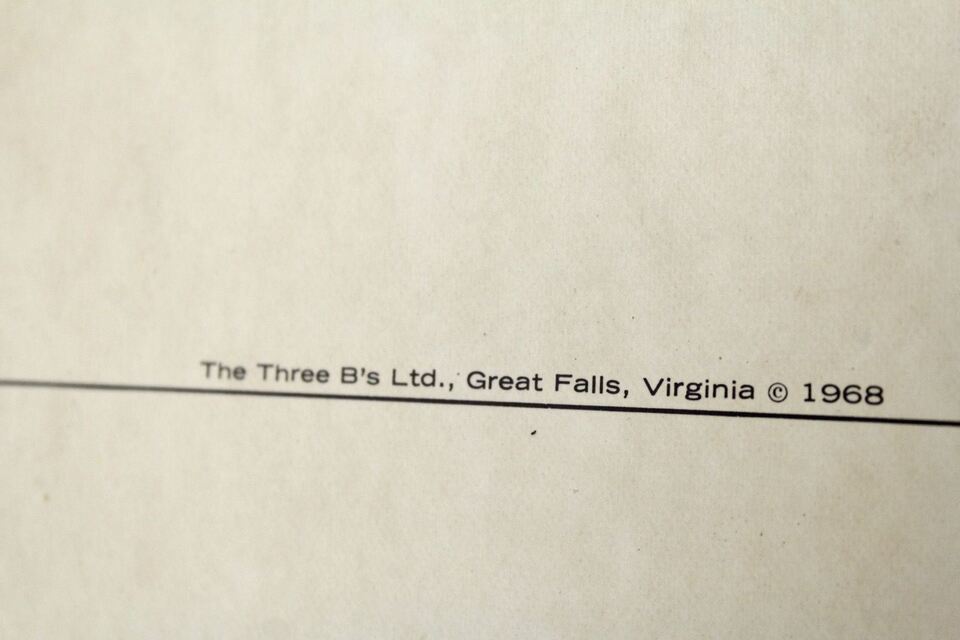 The Three B's Ltd., Great Falls, Virginia © 1968